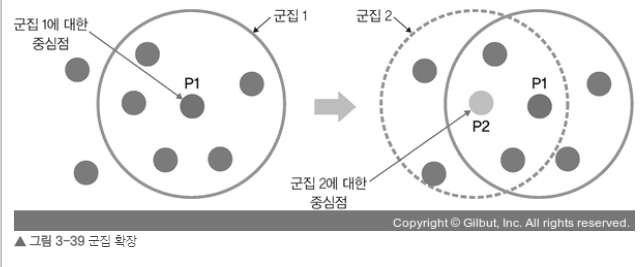 군집 1에 대한
중심점
군집 1
P1
군집 2
P1
P2
군집 2에 대한
중심점
Copyright © Gilbut, Inc. All rights reserved.
▲ 그림 3-39 군집 확장